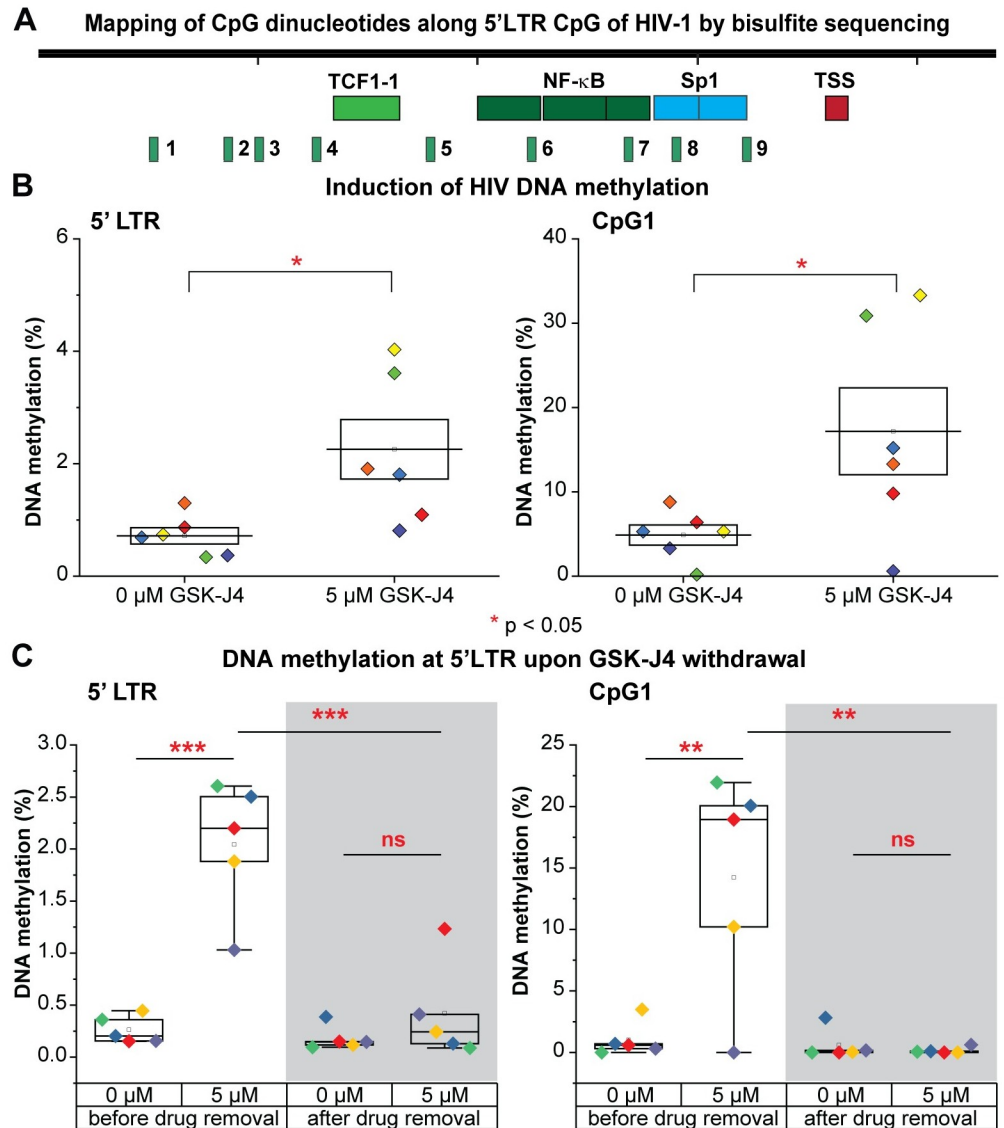 A Mapping of CpG dinucleotides along 5'LTR CpG of HIV-1 by bisulfite sequencing
TCF1-1 NF-κB Sp1 TSS
1 2 3 4 5 6 7 8 9
B Induction of HIV DNA methylation
5' LTR
DNA methylation (%)
6
4
2
0
*
0 µM GSK-J4 5 µM GSK-J4
CpG1
DNA methylation (%)
40
30
20
10
0
*
0 µM GSK-J4 5 µM GSK-J4
* p < 0.05
C DNA methylation at 5'LTR upon GSK-J4 withdrawal
5' LTR
DNA methylation (%)
3.0
2.5
2.0
1.5
1.0
0.5
0.0
***
***
ns
0 µM 5 µM 0 µM 5 µM
before drug removal after drug removal
CpG1
DNA methylation (%)
25
20
15
10
5
0
**
**
ns
0 µM 5 µM 0 µM 5 µM
before drug removal after drug removal